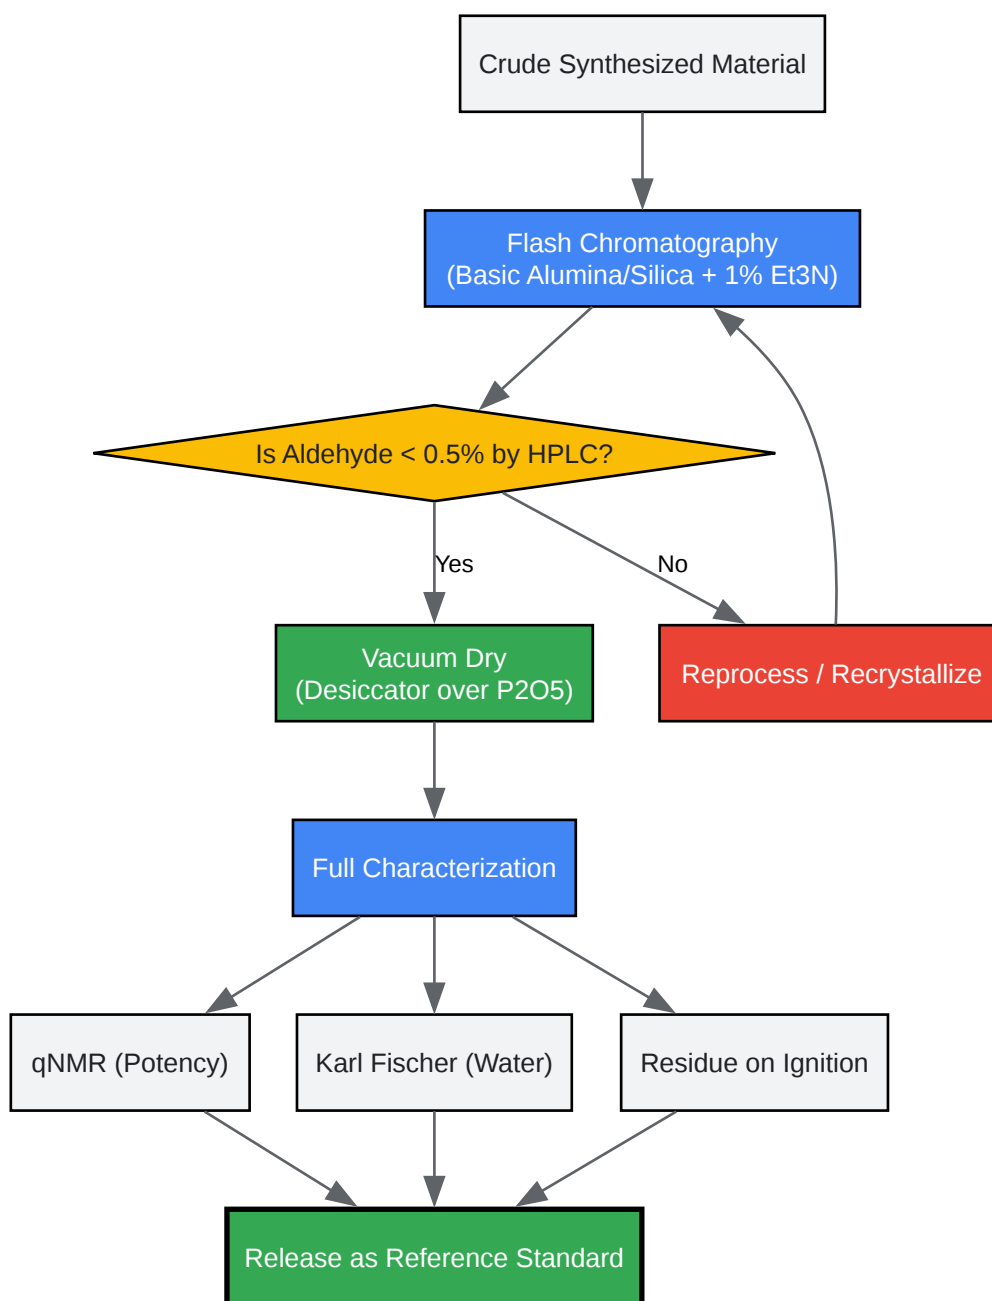 Crude Synthesized Material
Flash Chromatography
(Basic Alumina/Silica + 1% Et3N)
Is Aldehyde < 0.5% by HPLC?
Yes
No
Vacuum Dry
(Desiccator over P2O5)
Reprocess / Recrystallize
Full Characterization
qNMR (Potency)
Karl Fischer (Water)
Residue on Ignition
Release as Reference Standard